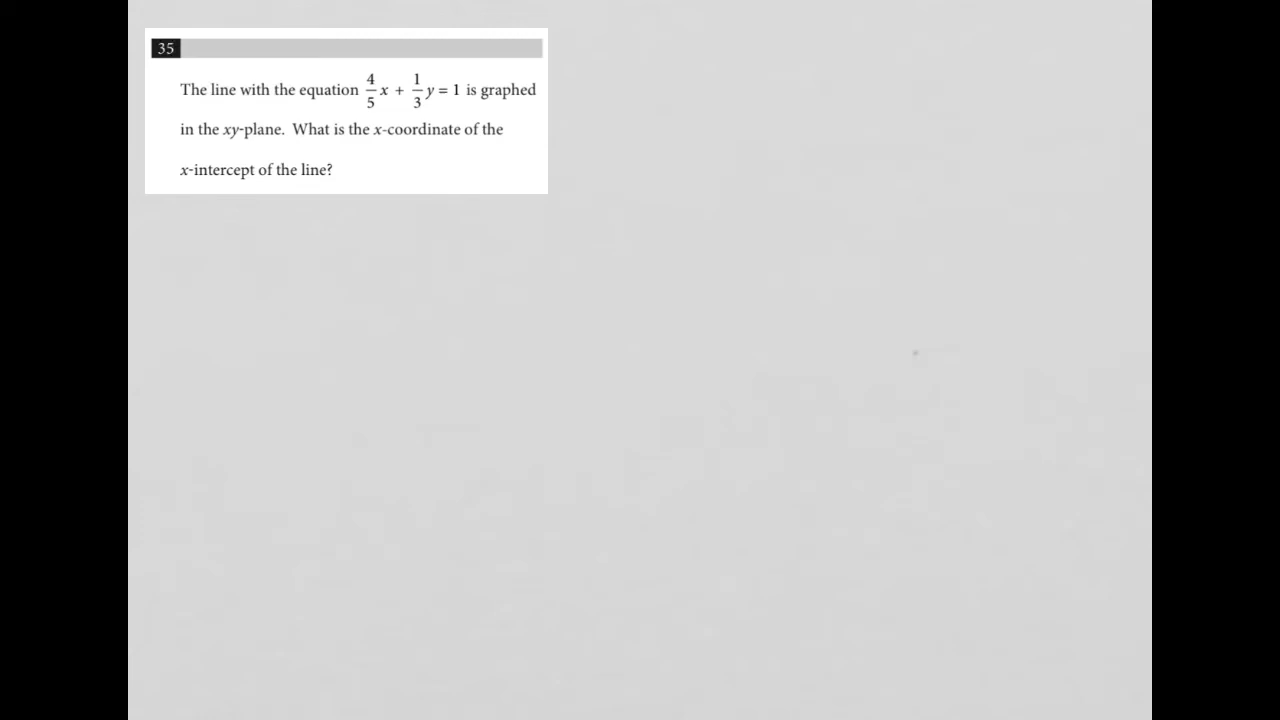 35
The line with the equation 4/5 x + 1/3 y = 1 is graphed
in the xy-plane. What is the x-coordinate of the
x-intercept of the line?